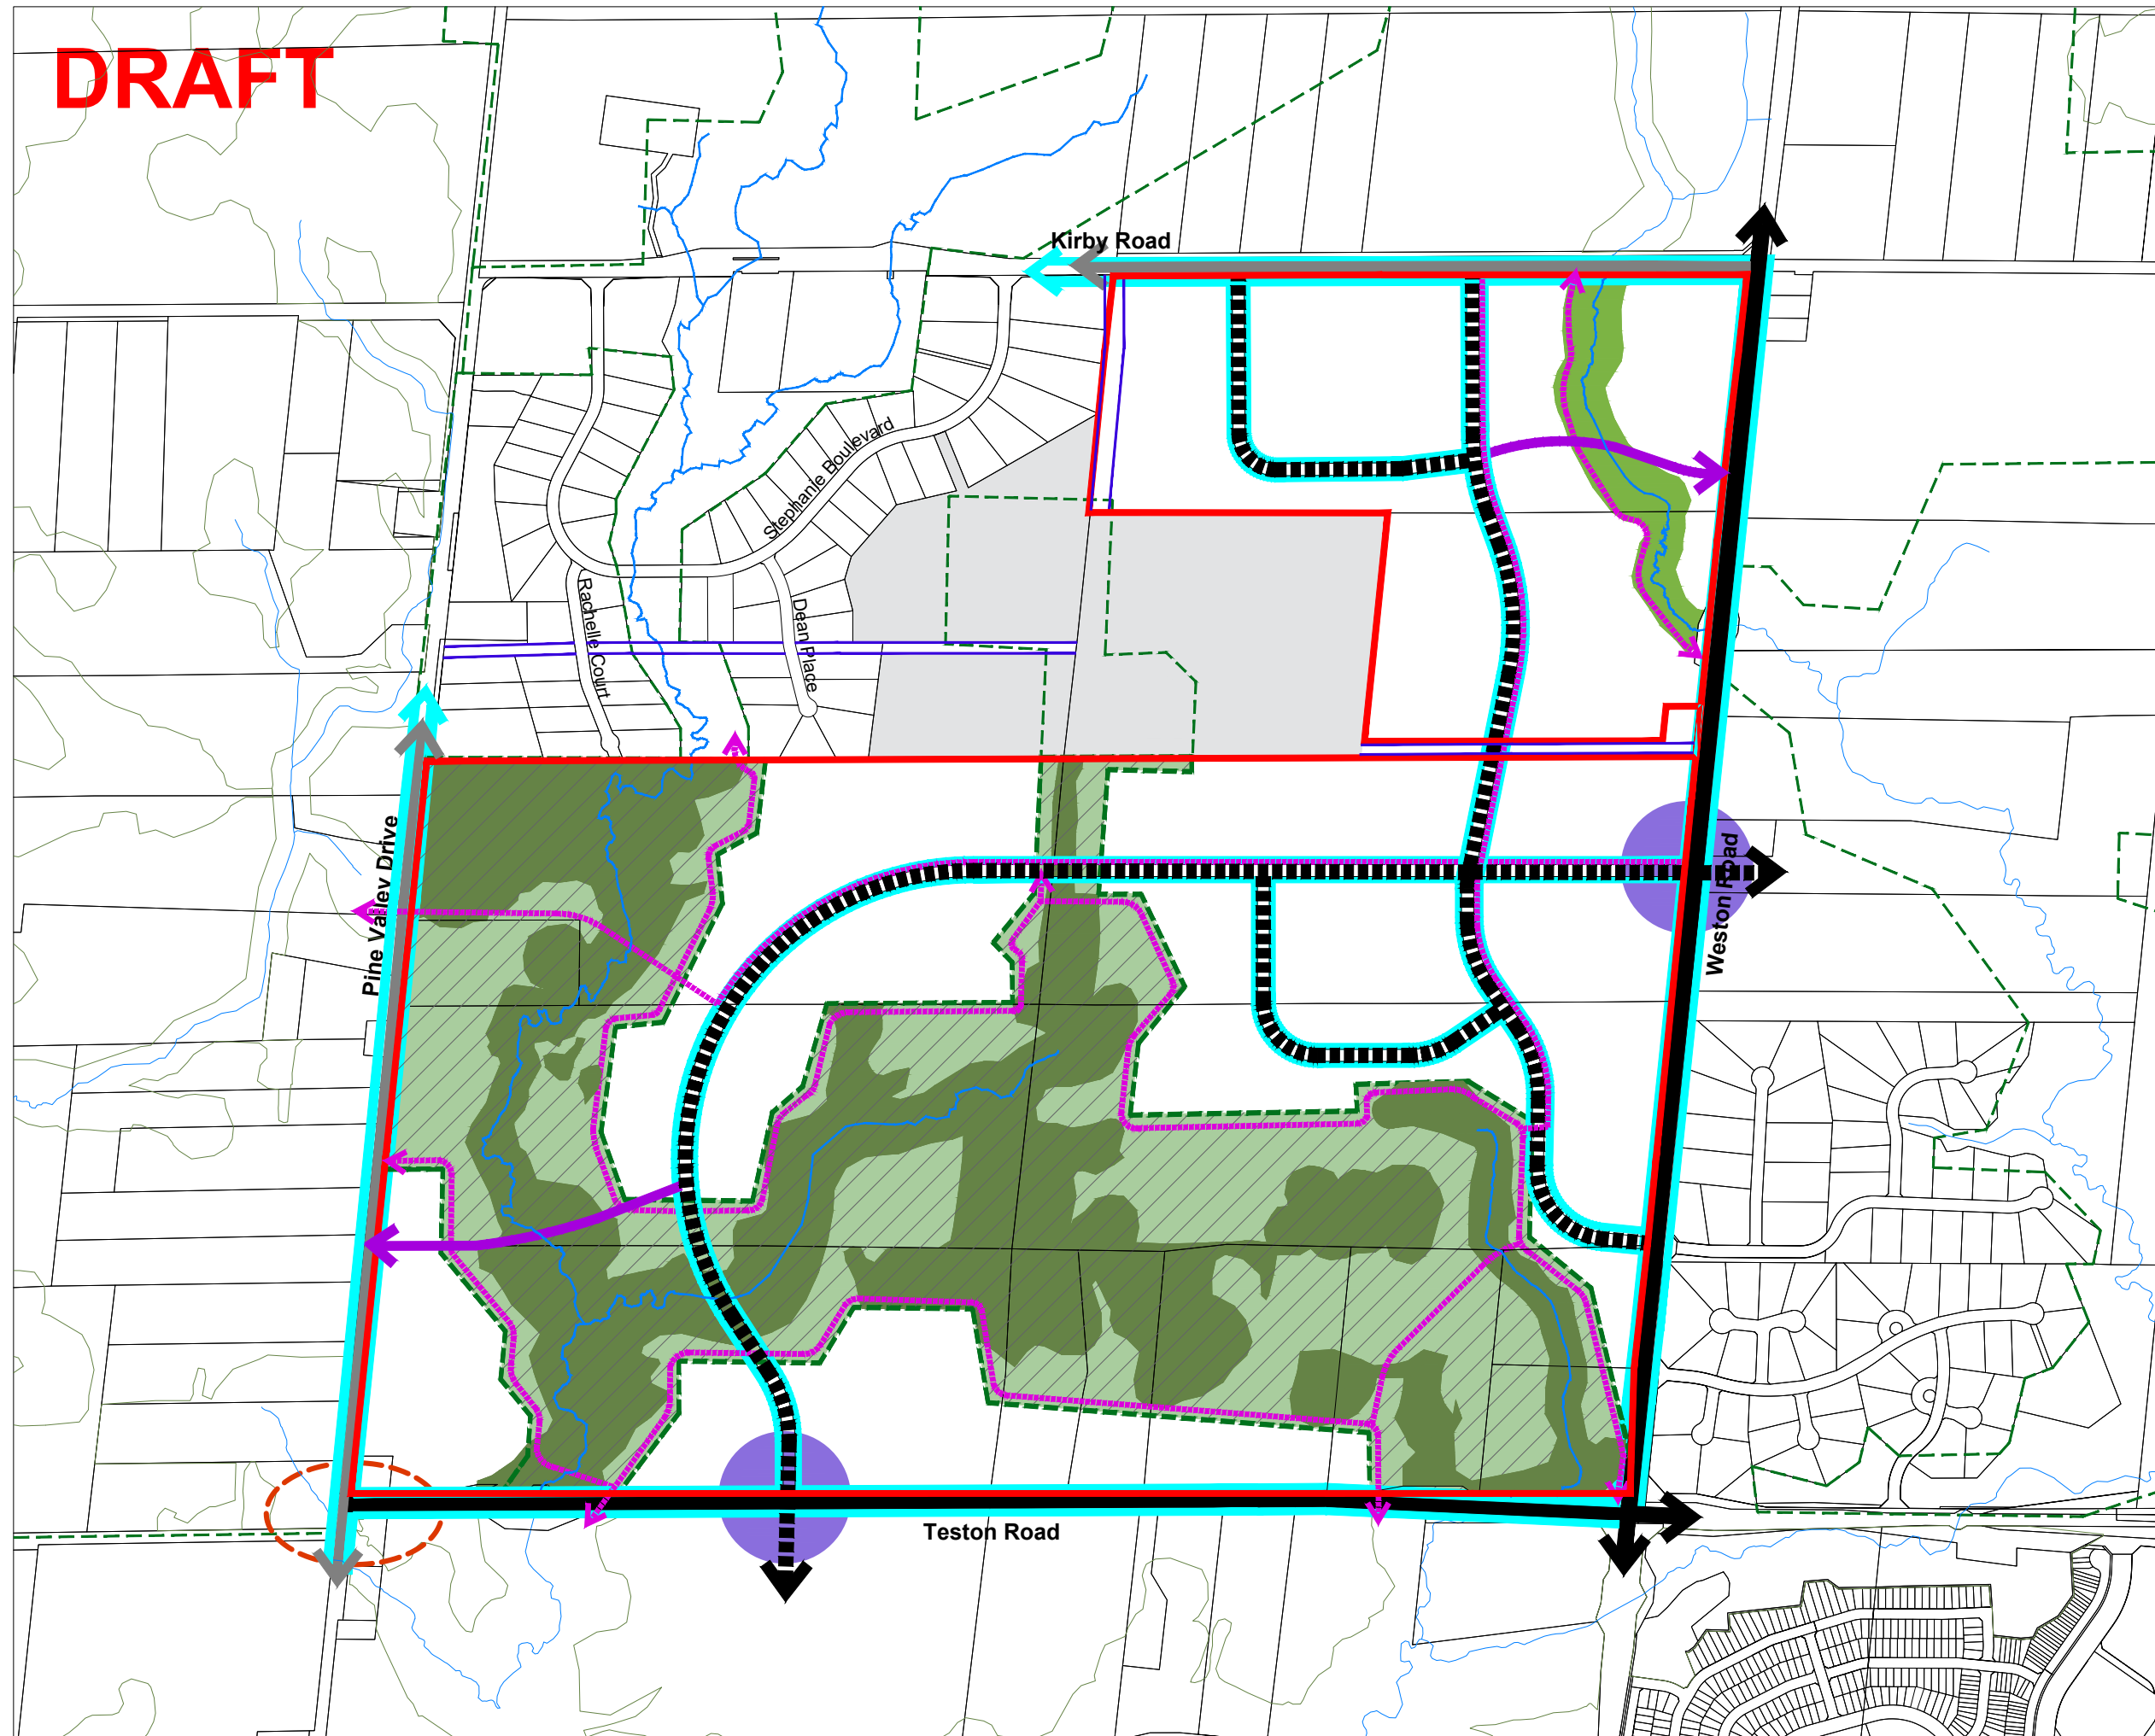 DRAFT
Kirby Road
Stephanie Boulevard
Rachelle Court
Dean Place
Pine Valley Drive
Weston Road
Teston Road